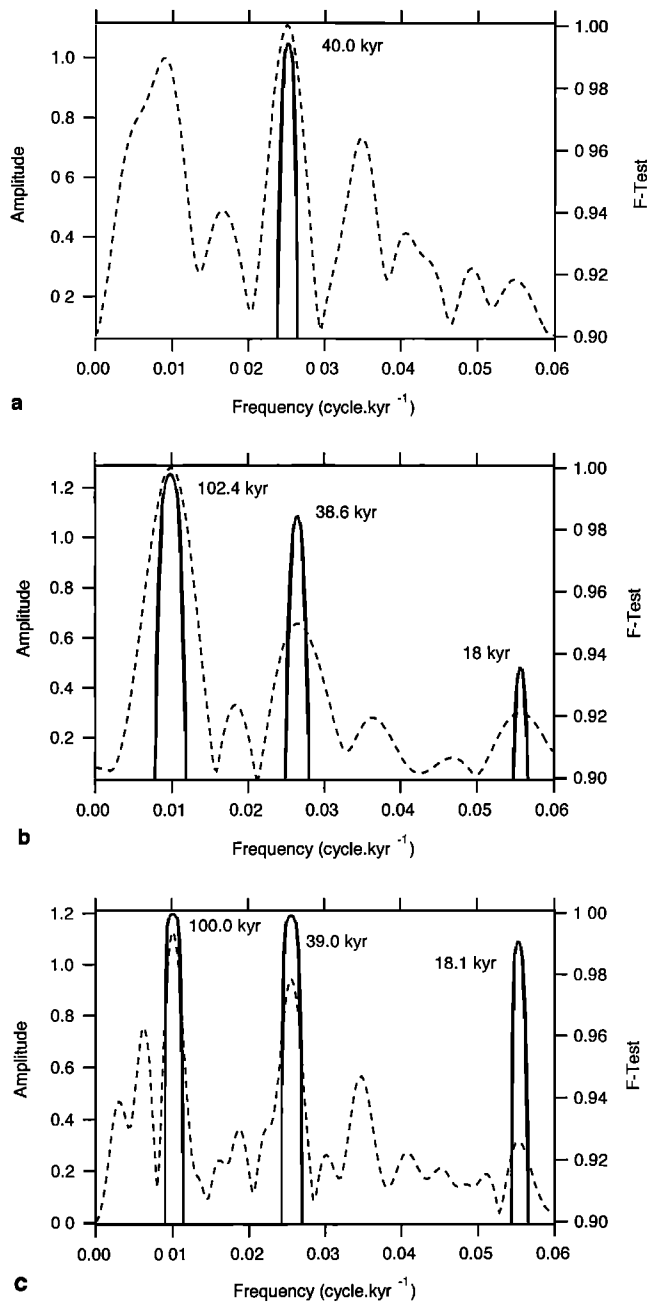 1.00
1.0
40.0 kyr
0.98
0.8
0 96
0 6
0.94
0.4
0.92
0.2
0.90
Amplitude
F-Test
0.00 0.01 0 02 0.03 0.04 0.05 0.06
Frequency (cycle.kyr -1)
a
1.00
1.2
102.4 kyr
38.6 kyr
0.98
1.0
0.96
0.8
0.6
0.94
18 kyr
0.4
0.92
0.2
0.90
Amplitude
F-Test
0.00 0.01 0.02 0.03 0.04 0.05 0.06
Frequency (cycle.kyr -1)
b
1.2
1.00
100.0 kyr
39.0 kyr
1.0
0.98
18.1 kyr
0.8
0.96
0.6
0.94
0.4
0.92
0.2
0 0
0.90
Amplitude
F-Test
0.00 0 01 0 02 0.03 0.04 0.05 0.06
Frequency (cycle.kyr -1)
c